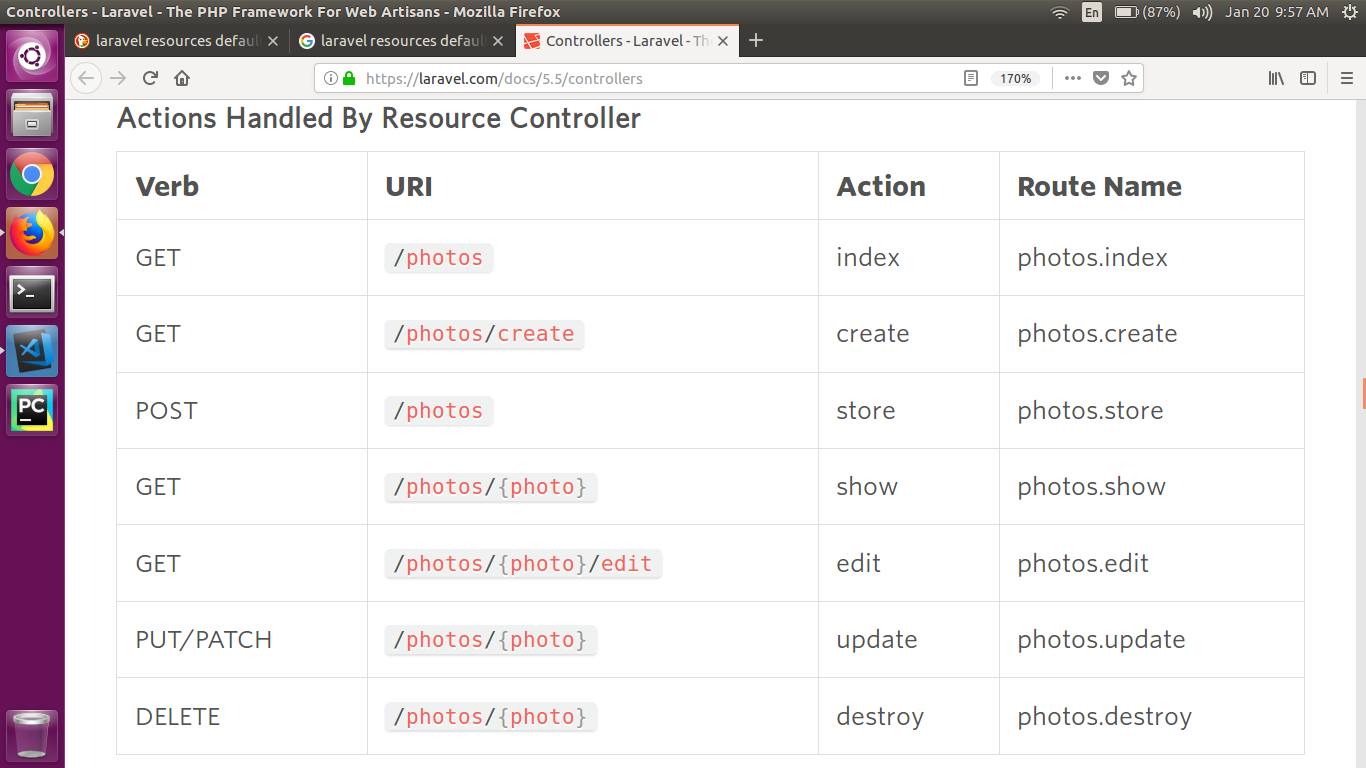 Controllers - Laravel - The PHP Framework For Web Artisans - Mozilla Firefox En (87%) Jan 20 9:57 AM
laravel resources defaul laravel resources defaul Controllers - Laravel - Th
https://laravel.com/docs/5.5/controllers 170%
Actions Handled By Resource Controller
Verb URI Action Route Name
GET /photos index photos.index
GET /photos/create create photos.create
POST /photos store photos.store
GET /photos/{photo} show photos.show
GET /photos/{photo}/edit edit photos.edit
PUT/PATCH /photos/{photo} update photos.update
DELETE /photos/{photo} destroy photos.destroy
PC